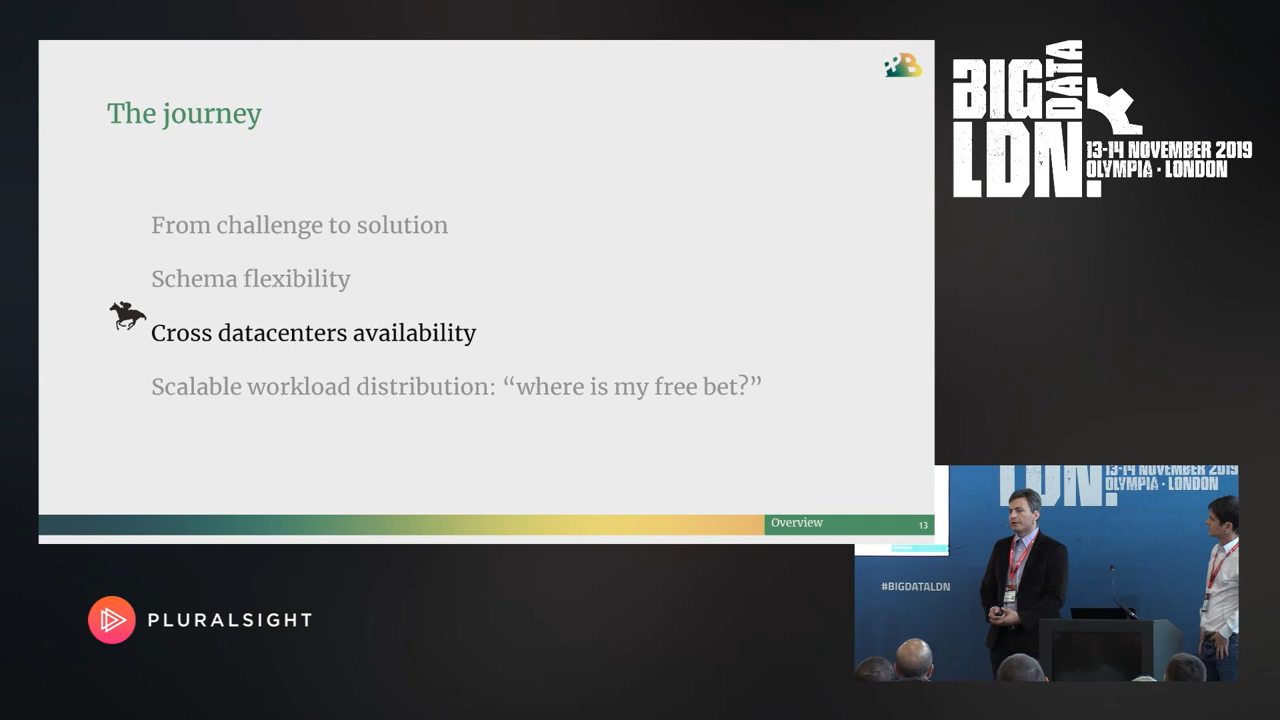 The journey
From challenge to solution
Schema flexibility
Cross datacenters availability
Scalable workload distribution: “where is my free bet?”
Overview
13
BIG DATA
LDN.
13-14 NOVEMBER 2019
OLYMPIA · LONDON
PLURALSIGHT
LDN.
13-14 NOVEMBER 2019
OLYMPIA · LONDON
#BIGDATALDN